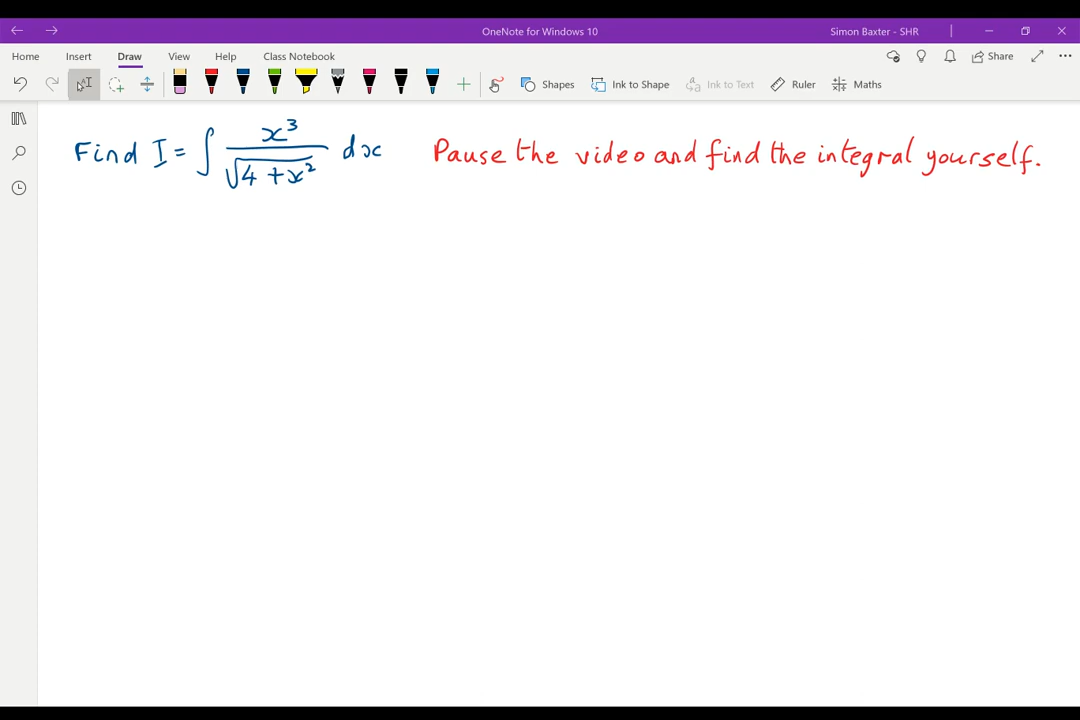 OneNote for Windows 10
Simon Baxter - SHR
Home Insert Draw View Help Class Notebook
Share
Shapes Ink to Shape Ink to Text Ruler Maths
Find I = ∫ x³/√(4 + x²) dx Pause the video and find the integral yourself.